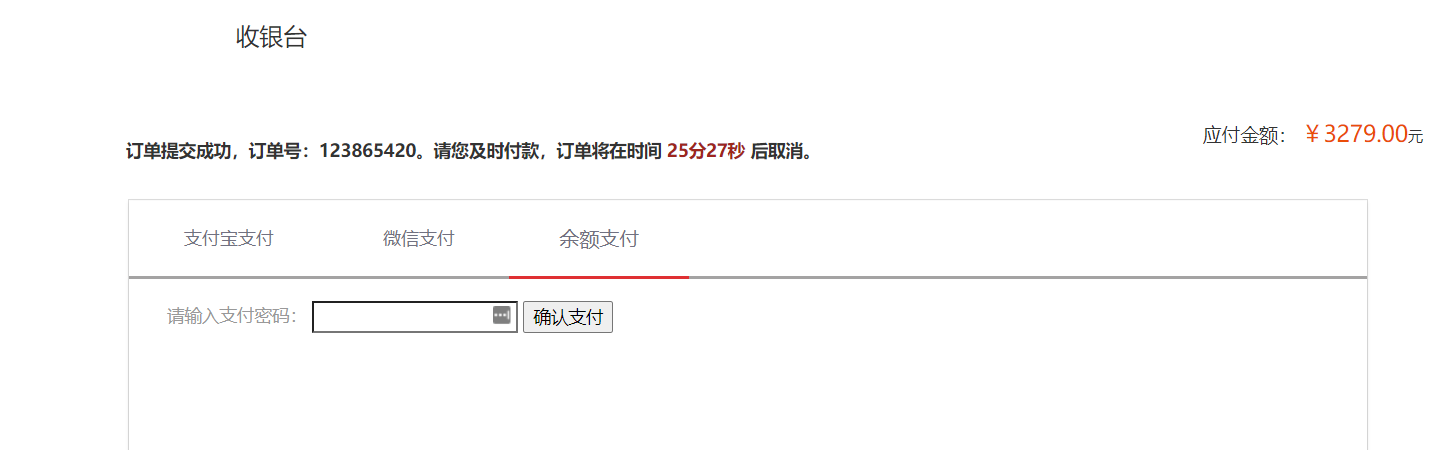 收银台
应付金额： ￥3279.00元
订单提交成功，订单号：123865420。请您及时付款，订单将在时间 25分27秒 后取消。
支付宝支付 微信支付 余额支付
请输入支付密码： 确认支付